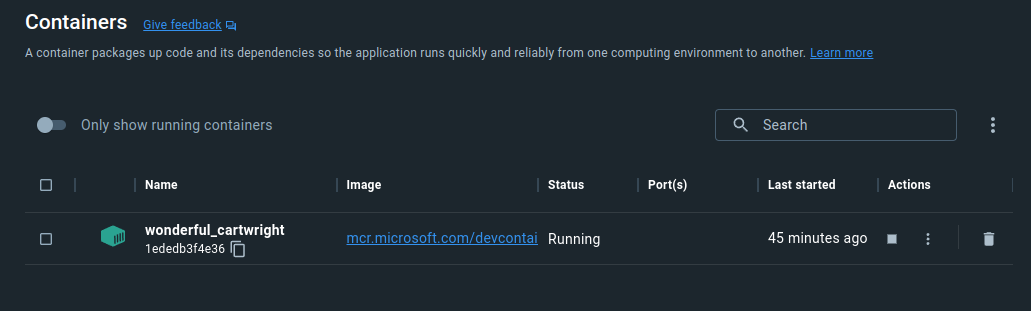 Containers Give feedback
A container packages up code and its dependencies so the application runs quickly and reliably from one computing environment to another. Learn more
Only show running containers Search
Name Image Status Port(s) Last started Actions
wonderful_cartwright mcr.microsoft.com/devcontai Running 45 minutes ago
1ededb3f4e36